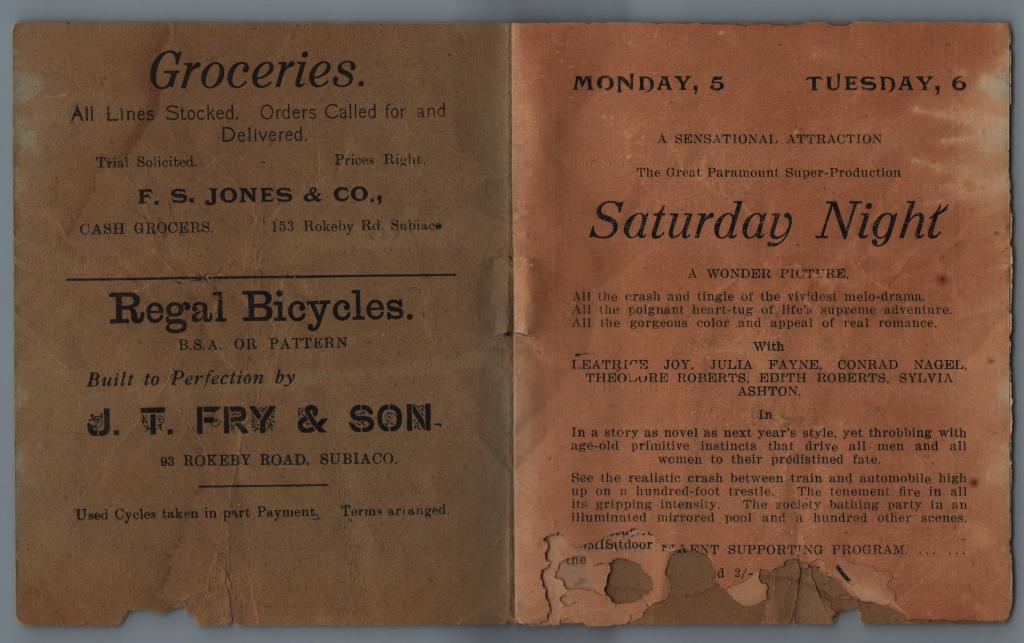 Groceries.
All Lines Stocked. Orders Called for and
Delivered.
Trial Solicited. - Prices Right.
F. S. JONES & CO.,
CASH GROCERS. 153 Rokeby Rd. Subiaco
Regal Bicycles.
B.S.A. OR PATTERN
Built to Perfection by
J. T. FRY & SON.
93 ROKEBY ROAD, SUBIACO.
Used Cycles taken in part Payment. Terms arranged.
MONDAY, 5 TUESDAY, 6
A SENSATIONAL ATTRACTION
The Great Paramount Super-Production
Saturday Night
A WONDER PICTURE.
All the crash and tingle of the vividest melo-drama.
All the poignant heart-tug of life's supreme adventure.
All the gorgeous color and appeal of real romance.
With
LEATRICE JOY, JULIA FAYNE, CONRAD NAGEL,
THEODORE ROBERTS, EDITH ROBERTS, SYLVIA
ASHTON.
In
In a story as novel as next year's style, yet throbbing with
age-old primitive instincts that drive all men and all
women to their predistined fate.
See the realistic crash between train and automobile high
up on a hundred-foot trestle. The tenement fire in all
its gripping intensity. The society bathing party in an
illuminated mirrored pool and a hundred other scenes.
SUPPORTING PROGRAM. ... ...
the
2/-